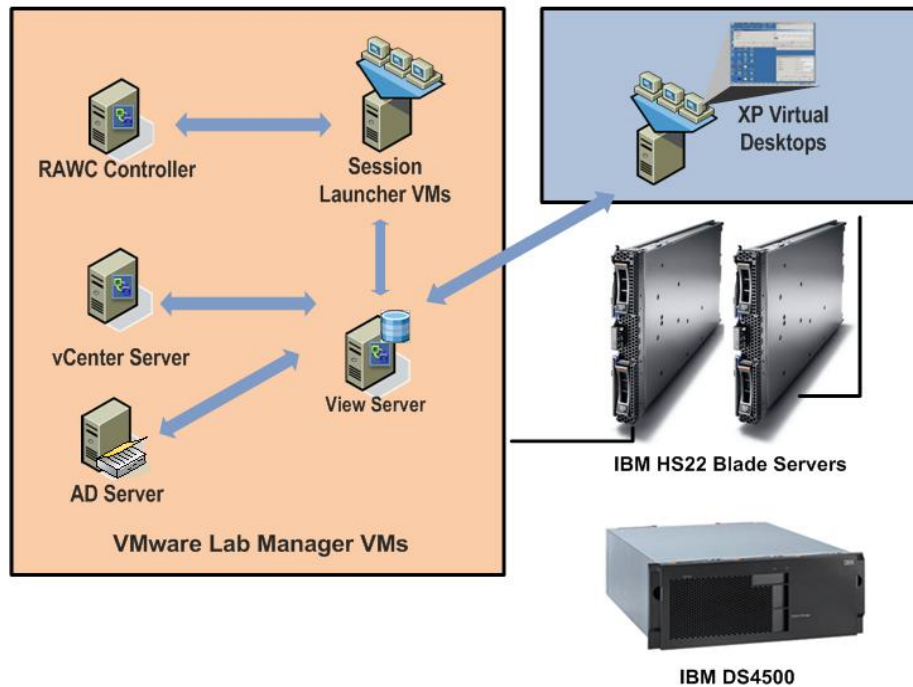 RAWC Controller
Session
Launcher VMs
XP Virtual
Desktops
vCenter Server
View Server
AD Server
VMware Lab Manager VMs
IBM HS22 Blade Servers
IBM DS4500